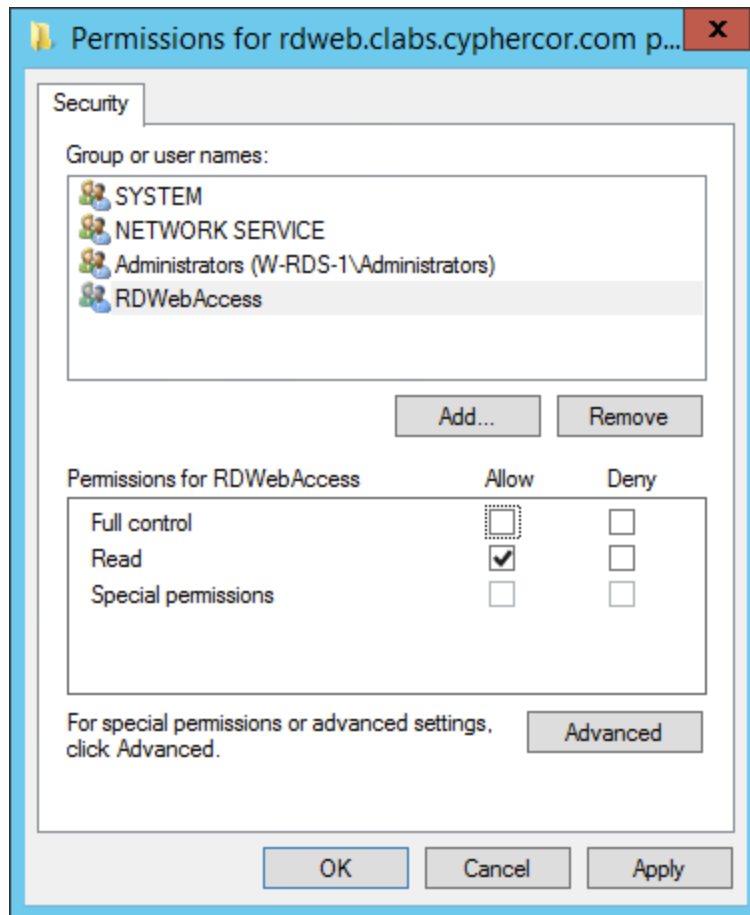 Permissions for rdweb.clabs.cyphercor.com p...
x
Security
Group or user names:
SYSTEM
NETWORK SERVICE
Administrators (W-RDS-1\Administrators)
RDWebAccess
Add... Remove
Permissions for RDWebAccess Allow Deny
Full control
Read
Special permissions
For special permissions or advanced settings, Advanced
click Advanced.
OK Cancel Apply